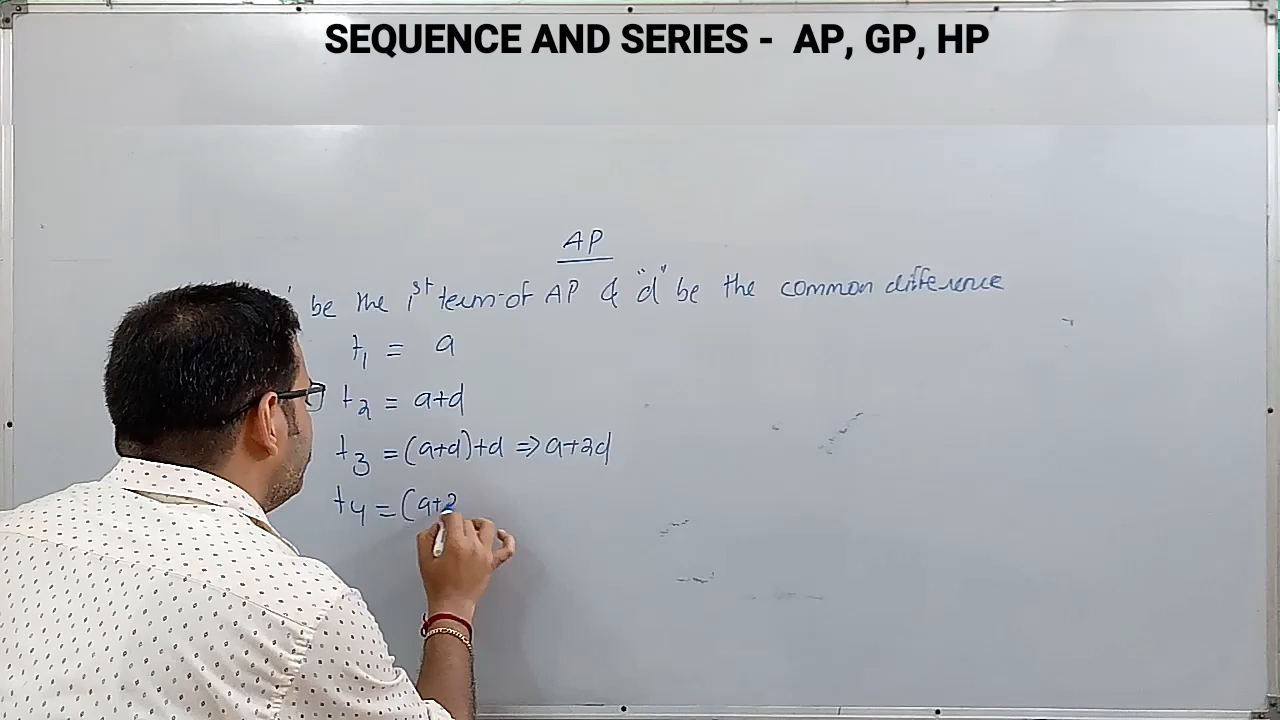 SEQUENCE AND SERIES - AP, GP, HP
AP
be the 1st term of AP & "d" be the common difference
t1 = a
t2 = a+d
t3 = (a+d)+d ⇒ a+2d
t4 = (a+2